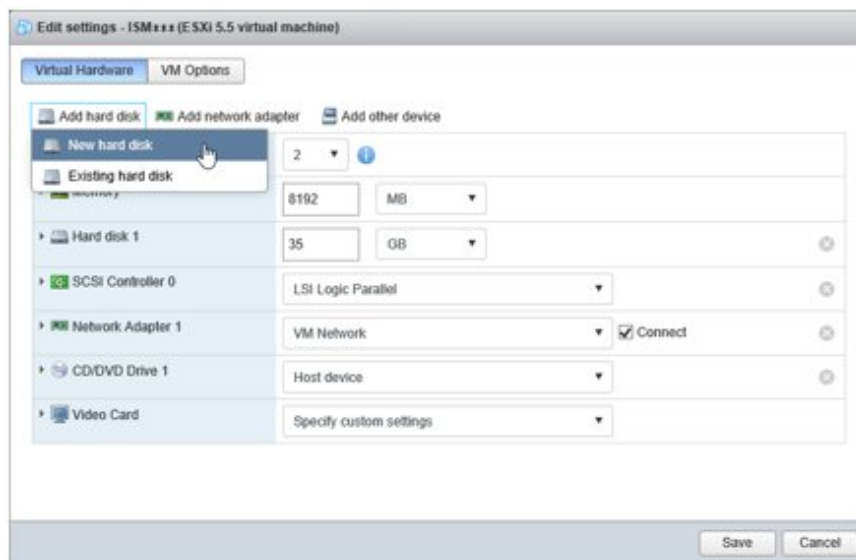 Edit settings - ISM*** (ESXi 5.5 virtual machine)
Virtual Hardware VM Options
Add hard disk Add network adapter Add other device
New hard disk 2
Existing hard disk
Memory 8192 MB
Hard disk 1 35 GB
SCSI Controller 0 LSI Logic Parallel
Network Adapter 1 VM Network Connect
CD/DVD Drive 1 Host device
Video Card Specify custom settings
Save Cancel